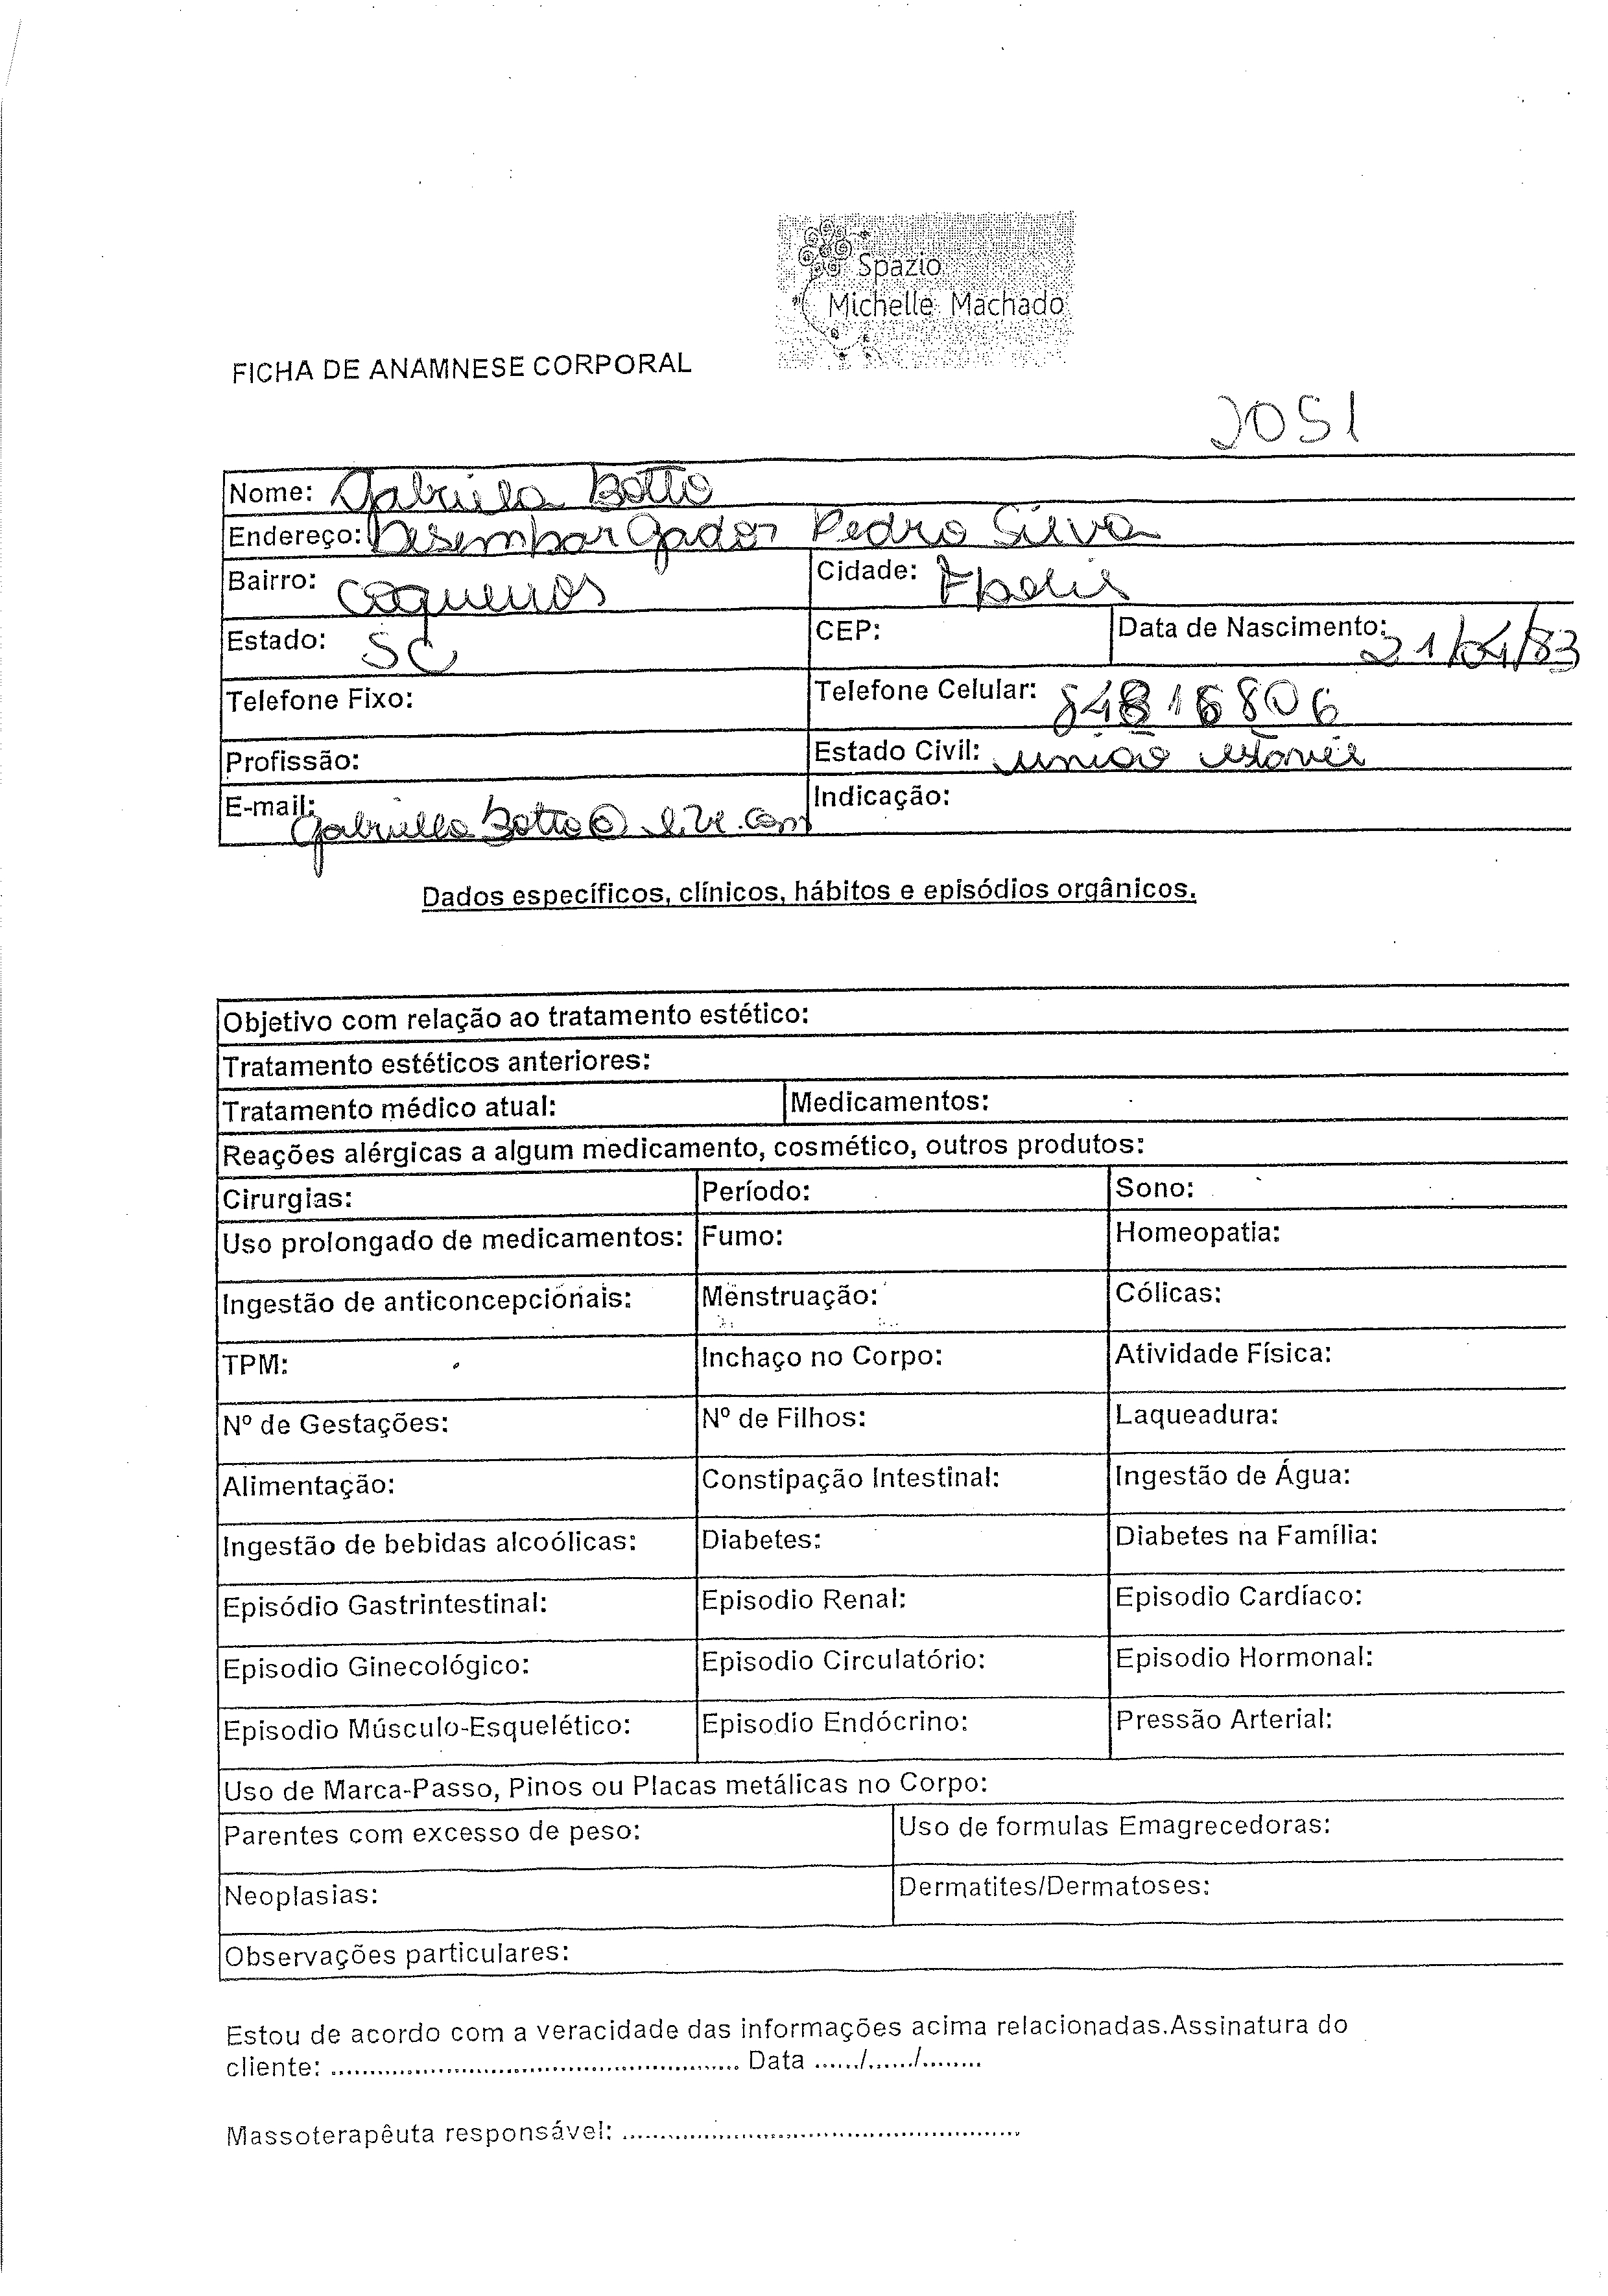 Spazio
Michelle Machado
FICHA DE ANAMNESE CORPORAL
JOSI
Nome: Gabriela Botto
Endereço: Desembargador Pedro Silva
Bairro: Coqueiros Cidade: Fpolis
Estado: SC CEP: Data de Nascimento: 21/04/83
Telefone Fixo: Telefone Celular: 84816806
Profissão: Estado Civil: união estável
E-mail: Indicação:
Dados específicos, clínicos, hábitos e episódios orgânicos.
Objetivo com relação ao tratamento estético:
Tratamento estéticos anteriores:
Tratamento médico atual: Medicamentos:
Reações alérgicas a algum medicamento, cosmético, outros produtos:
Cirurgias: Período: Sono:
Uso prolongado de medicamentos: Fumo: Homeopatia:
Ingestão de anticoncepcionais: Menstruação: Cólicas:
TPM: Inchaço no Corpo: Atividade Física:
Nº de Gestações: Nº de Filhos: Laqueadura:
Alimentação: Constipação Intestinal: Ingestão de Água:
Ingestão de bebidas alcoólicas: Diabetes: Diabetes na Família:
Episódio Gastrintestinal: Episodio Renal: Episodio Cardíaco:
Episodio Ginecológico: Episodio Circulatório: Episodio Hormonal:
Episodio Músculo-Esquelético: Episodio Endócrino: Pressão Arterial:
Uso de Marca-Passo, Pinos ou Placas metálicas no Corpo:
Parentes com excesso de peso: Uso de formulas Emagrecedoras:
Neoplasias: Dermatites/Dermatoses:
Observações particulares:
Estou de acordo com a veracidade das informações acima relacionadas.Assinatura do
cliente: ................................................... Data ....../....../........
Massoterapêuta responsável: ..................................................